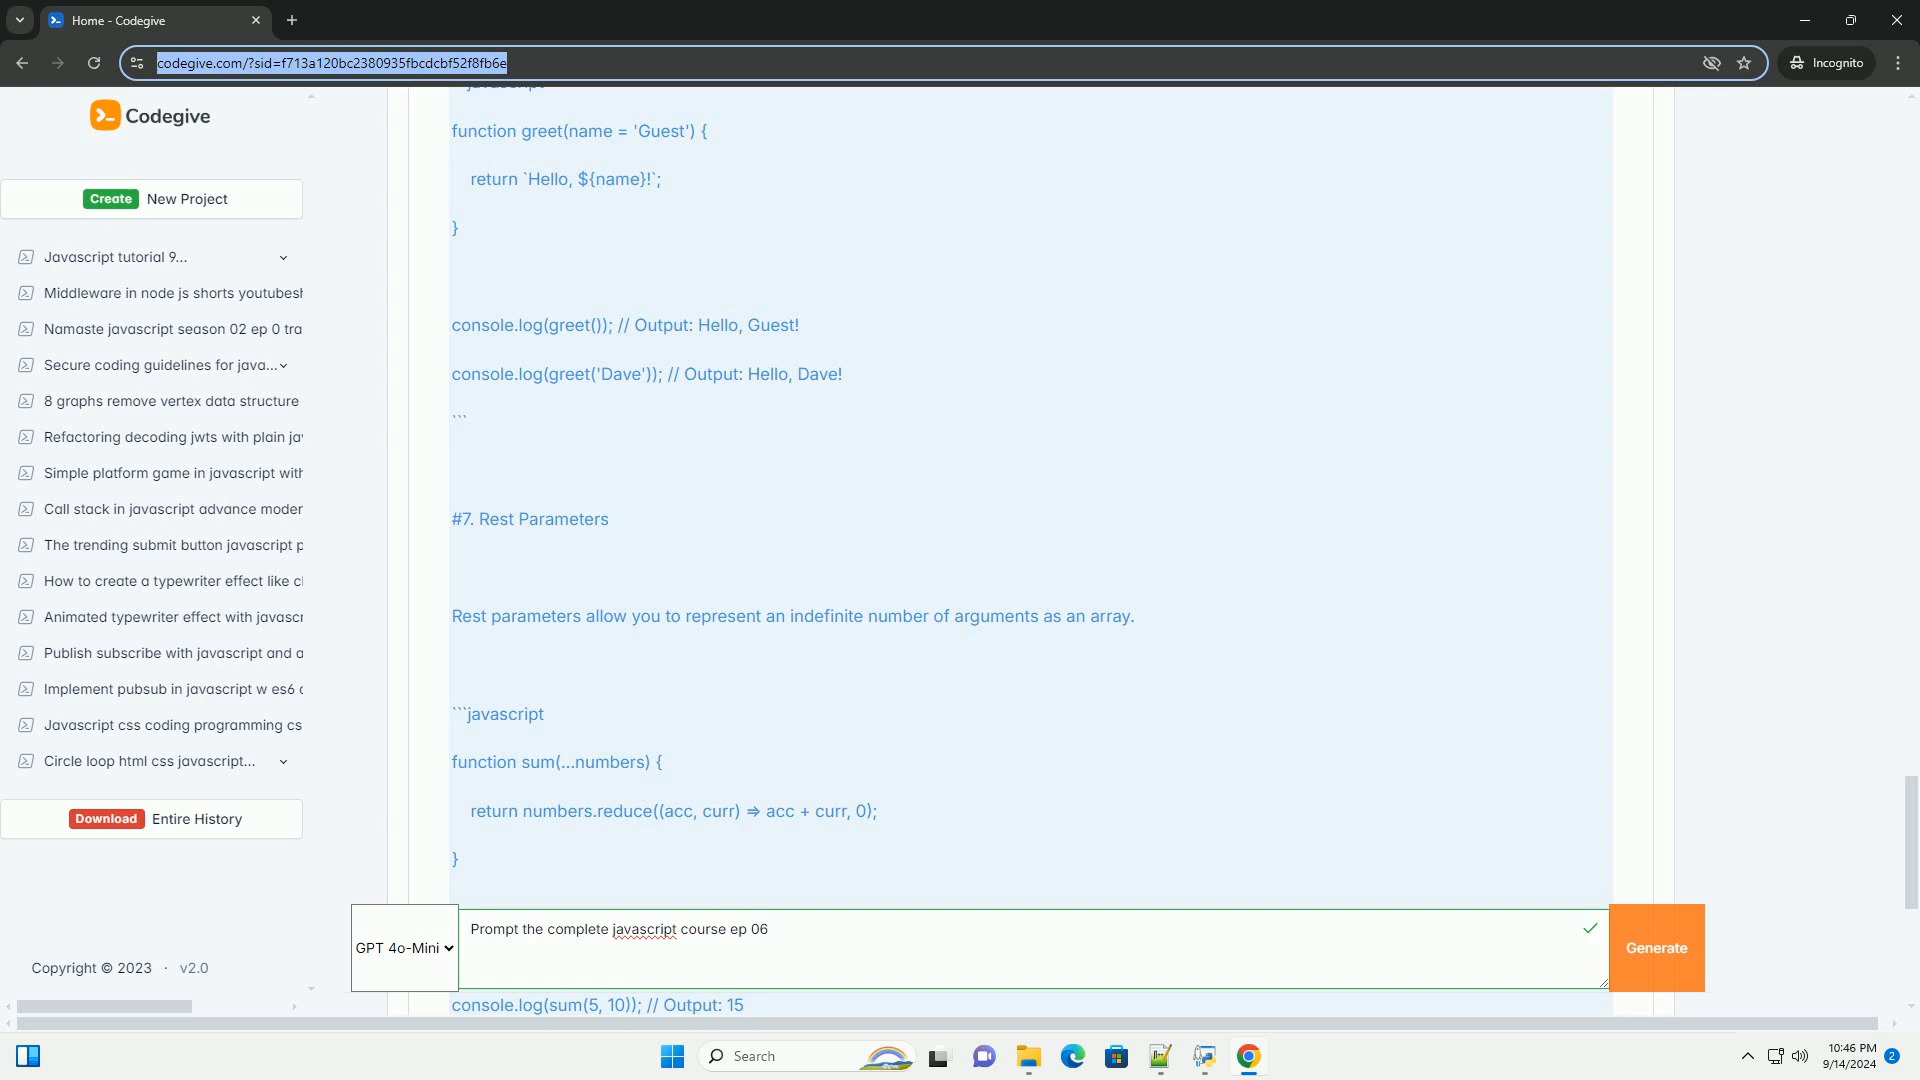 Home - Codegive
codegive.com/?sid=f713a120bc2380935fbcdcbf52f8fb6e
Incognito
Codegive
Create New Project
Javascript tutorial 9...
Middleware in node js shorts youtubesh
Namaste javascript season 02 ep 0 tra
Secure coding guidelines for java...
8 graphs remove vertex data structure
Refactoring decoding jwts with plain jav
Simple platform game in javascript with
Call stack in javascript advance moder
The trending submit button javascript p
How to create a typewriter effect like cl
Animated typewriter effect with javascr
Publish subscribe with javascript and a
Implement pubsub in javascript w es6 c
Javascript css coding programming cs
Circle loop html css javascript...
Download Entire History
Copyright © 2023 · v2.0
function greet(name = 'Guest') {
return `Hello, ${name}!`;
}
console.log(greet()); // Output: Hello, Guest!
console.log(greet('Dave')); // Output: Hello, Dave!
```
#7. Rest Parameters
Rest parameters allow you to represent an indefinite number of arguments as an array.
```javascript
function sum(...numbers) {
return numbers.reduce((acc, curr) => acc + curr, 0);
}
GPT 4o-Mini
Prompt the complete javascript course ep 06
Generate
console.log(sum(5, 10)); // Output: 15
Search
10:46 PM
9/14/2024
2